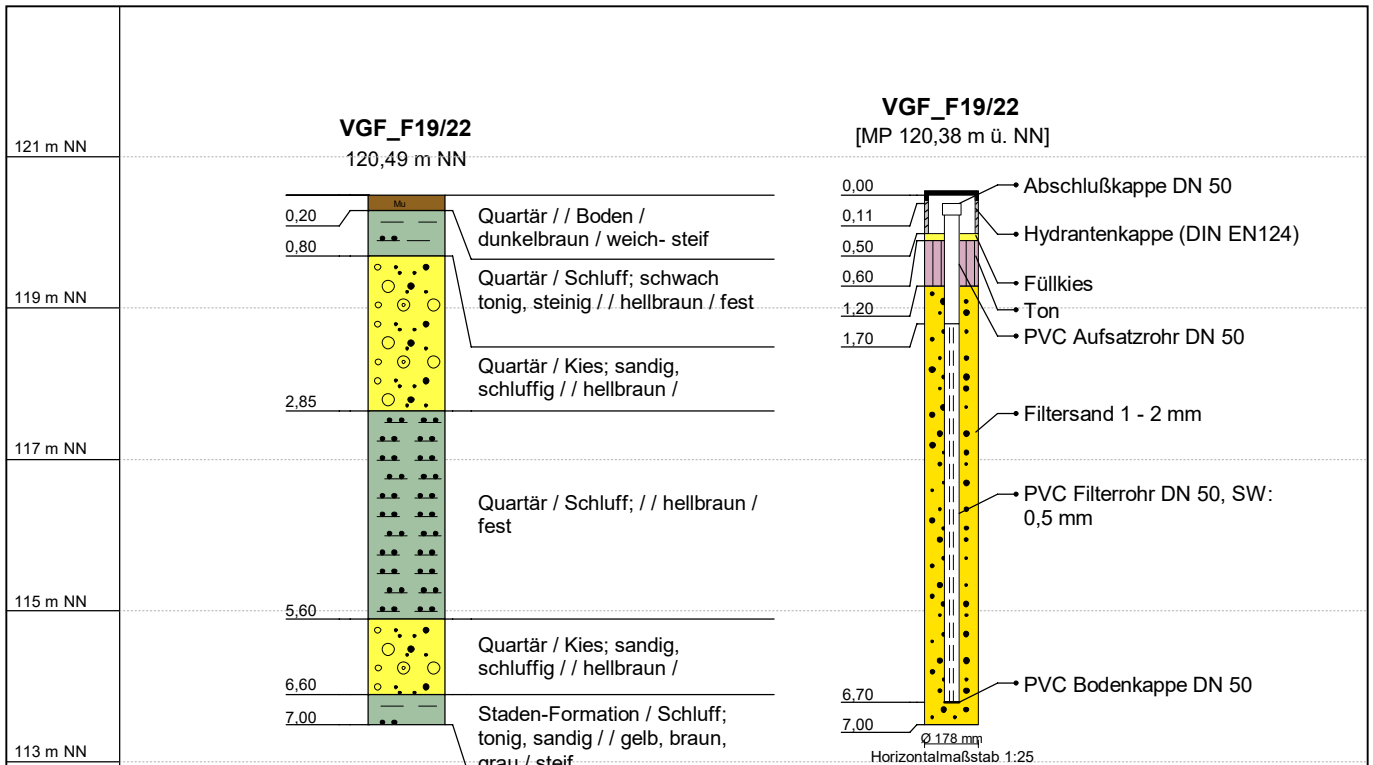 VGF_F19/22
120,49 m NN
VGF_F19/22
[MP 120,38 m ü. NN]
121 m NN
119 m NN
117 m NN
115 m NN
113 m NN
Mu
0,20
0,80
2,85
5,60
6,60
7,00
Quartär / / Boden /
dunkelbraun / weich- steif
Quartär / Schluff; schwach
tonig, steinig / / hellbraun / fest
Quartär / Kies; sandig,
schluffig / / hellbraun /
Quartär / Schluff; / / hellbraun /
fest
Quartär / Kies; sandig,
schluffig / / hellbraun /
Staden-Formation / Schluff;
tonig, sandig / / gelb, braun,
grau / steif
0,00
0,11
0,50
0,60
1,20
1,70
6,70
7,00
Abschlußkappe DN 50
Hydrantenkappe (DIN EN124)
Füllkies
Ton
PVC Aufsatzrohr DN 50
Filtersand 1 - 2 mm
PVC Filterrohr DN 50, SW:
0,5 mm
PVC Bodenkappe DN 50
Ø 178 mm
Horizontalmaßstab 1:25